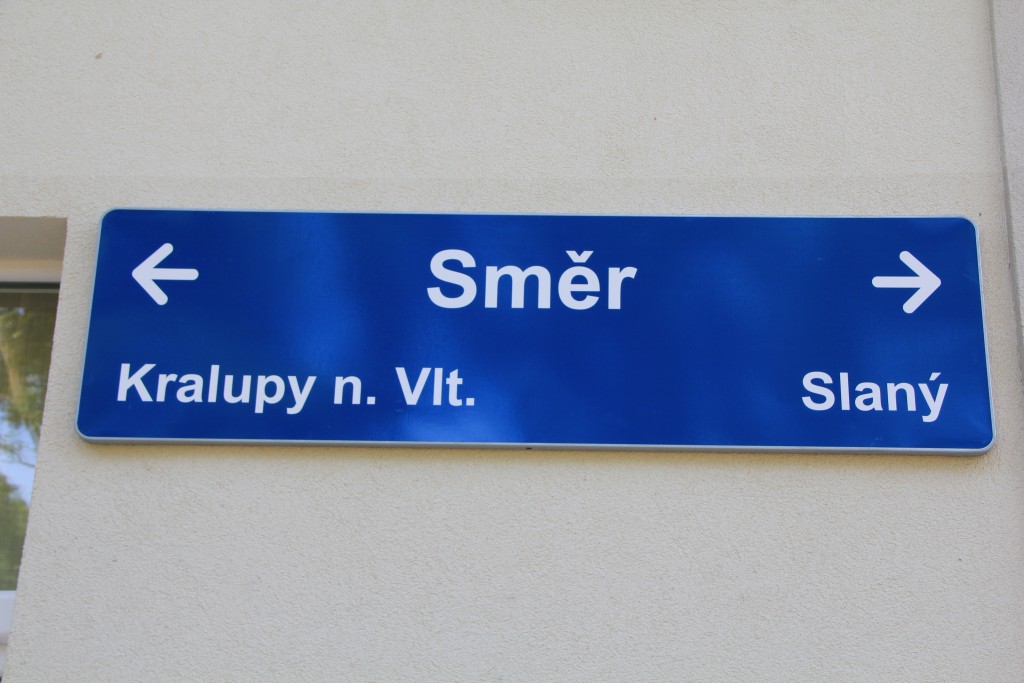 ← Směr →
Kralupy n. Vlt. Slaný